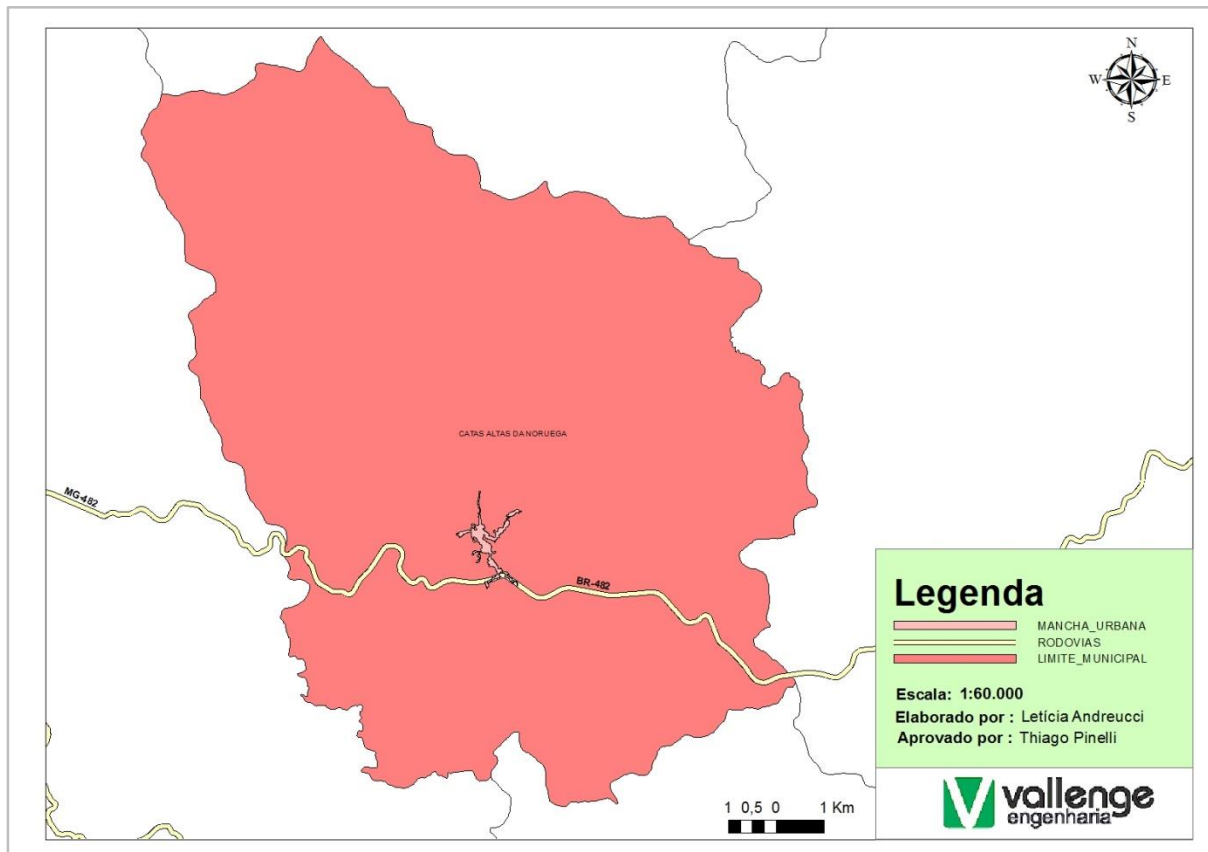 N
W E
S
CATAS ALTAS DA NORUEGA
MG-482
BR-482
Legenda
MANCHA_URBANA
RODOVIAS
LIMITE_MUNICIPAL
Escala: 1:60.000
Elaborado por : Letícia Andreucci
Aprovado por : Thiago Pinelli
1 0,5 0 1 Km
vallenge
engenharia